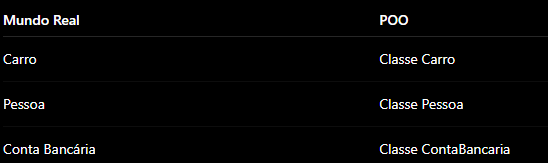 Mundo Real POO
Carro Classe Carro
Pessoa Classe Pessoa
Conta Bancária Classe ContaBancaria